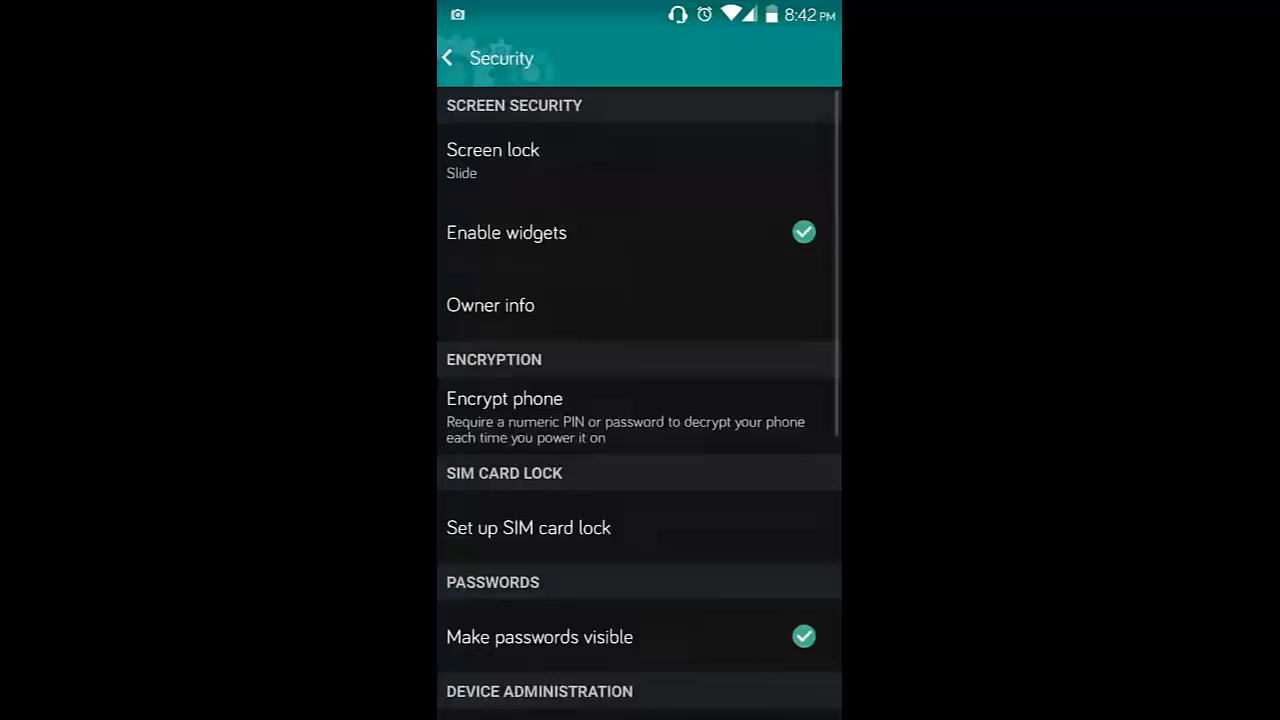 8:42 PM
Security
SCREEN SECURITY
Screen lock
Slide
Enable widgets
Owner info
ENCRYPTION
Encrypt phone
Require a numeric PIN or password to decrypt your phone
each time you power it on
SIM CARD LOCK
Set up SIM card lock
PASSWORDS
Make passwords visible
DEVICE ADMINISTRATION